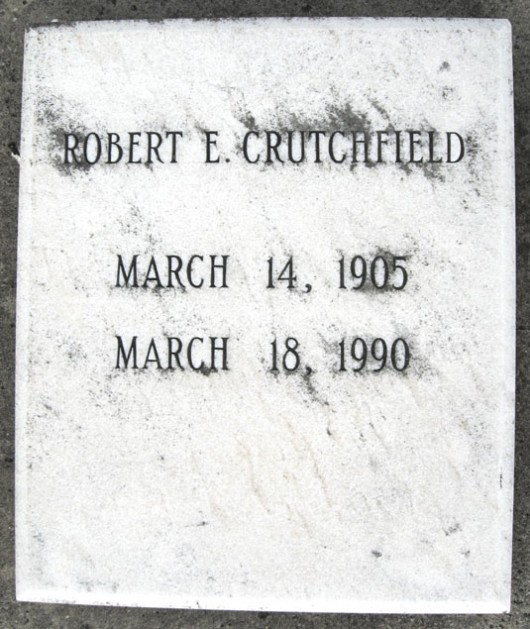 ROBERT E. CRUTCHFIELD
MARCH 14, 1905
MARCH 18, 1990